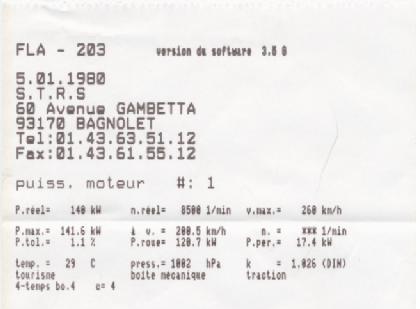 FLA - 203 version du software 3.5 0
5.01.1980
S.T.R.S
60 Avenue GAMBETTA
93170 BAGNOLET
Tel:01.43.63.51.12
Fax:01.43.61.55.12
puiss. moteur #: 1
P.réel= 140 kW n.réel= 8500 1/min v.max.= 260 km/h
P.max.= 141.6 kW à v. = 200.5 km/h n. = *** 1/min
P.tol.= 1.1 % P.roue= 120.7 kW P.per.= 17.4 kW
temp. = 29 C press.= 1002 hPa k = 1.026 (DIN)
tourisme boite mécanique traction
4-temps bo.4 c= 4